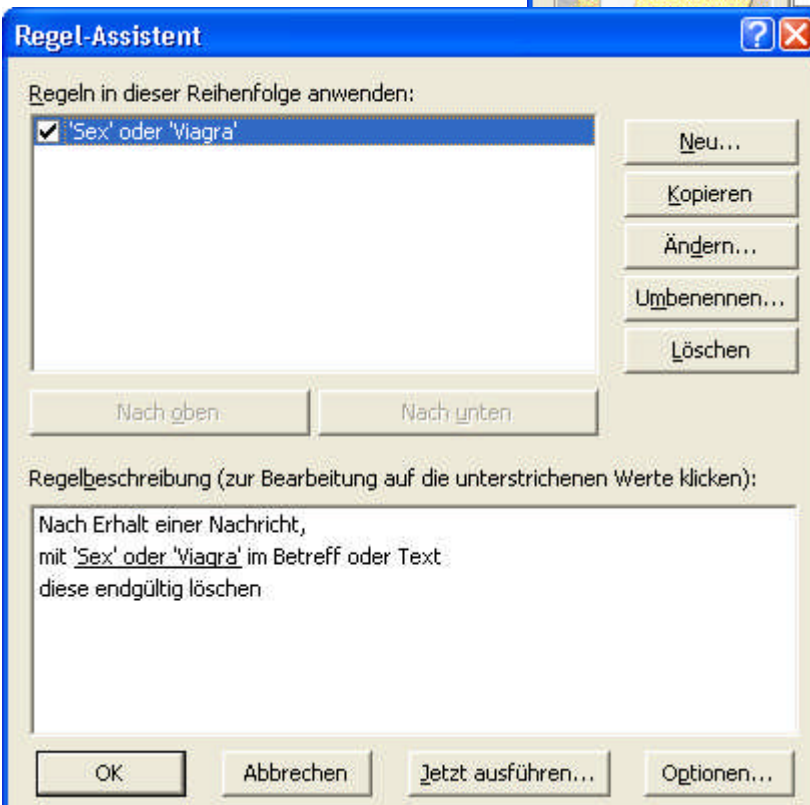 Regel-Assistent
Regeln in dieser Reihenfolge anwenden:
'Sex' oder 'Viagra'
Neu...
Kopieren
Ändern...
Umbenennen...
Löschen
Nach oben
Nach unten
Regelbeschreibung (zur Bearbeitung auf die unterstrichenen Werte klicken):
Nach Erhalt einer Nachricht,
mit 'Sex' oder 'Viagra' im Betreff oder Text
diese endgültig löschen
OK
Abbrechen
Jetzt ausführen...
Optionen...